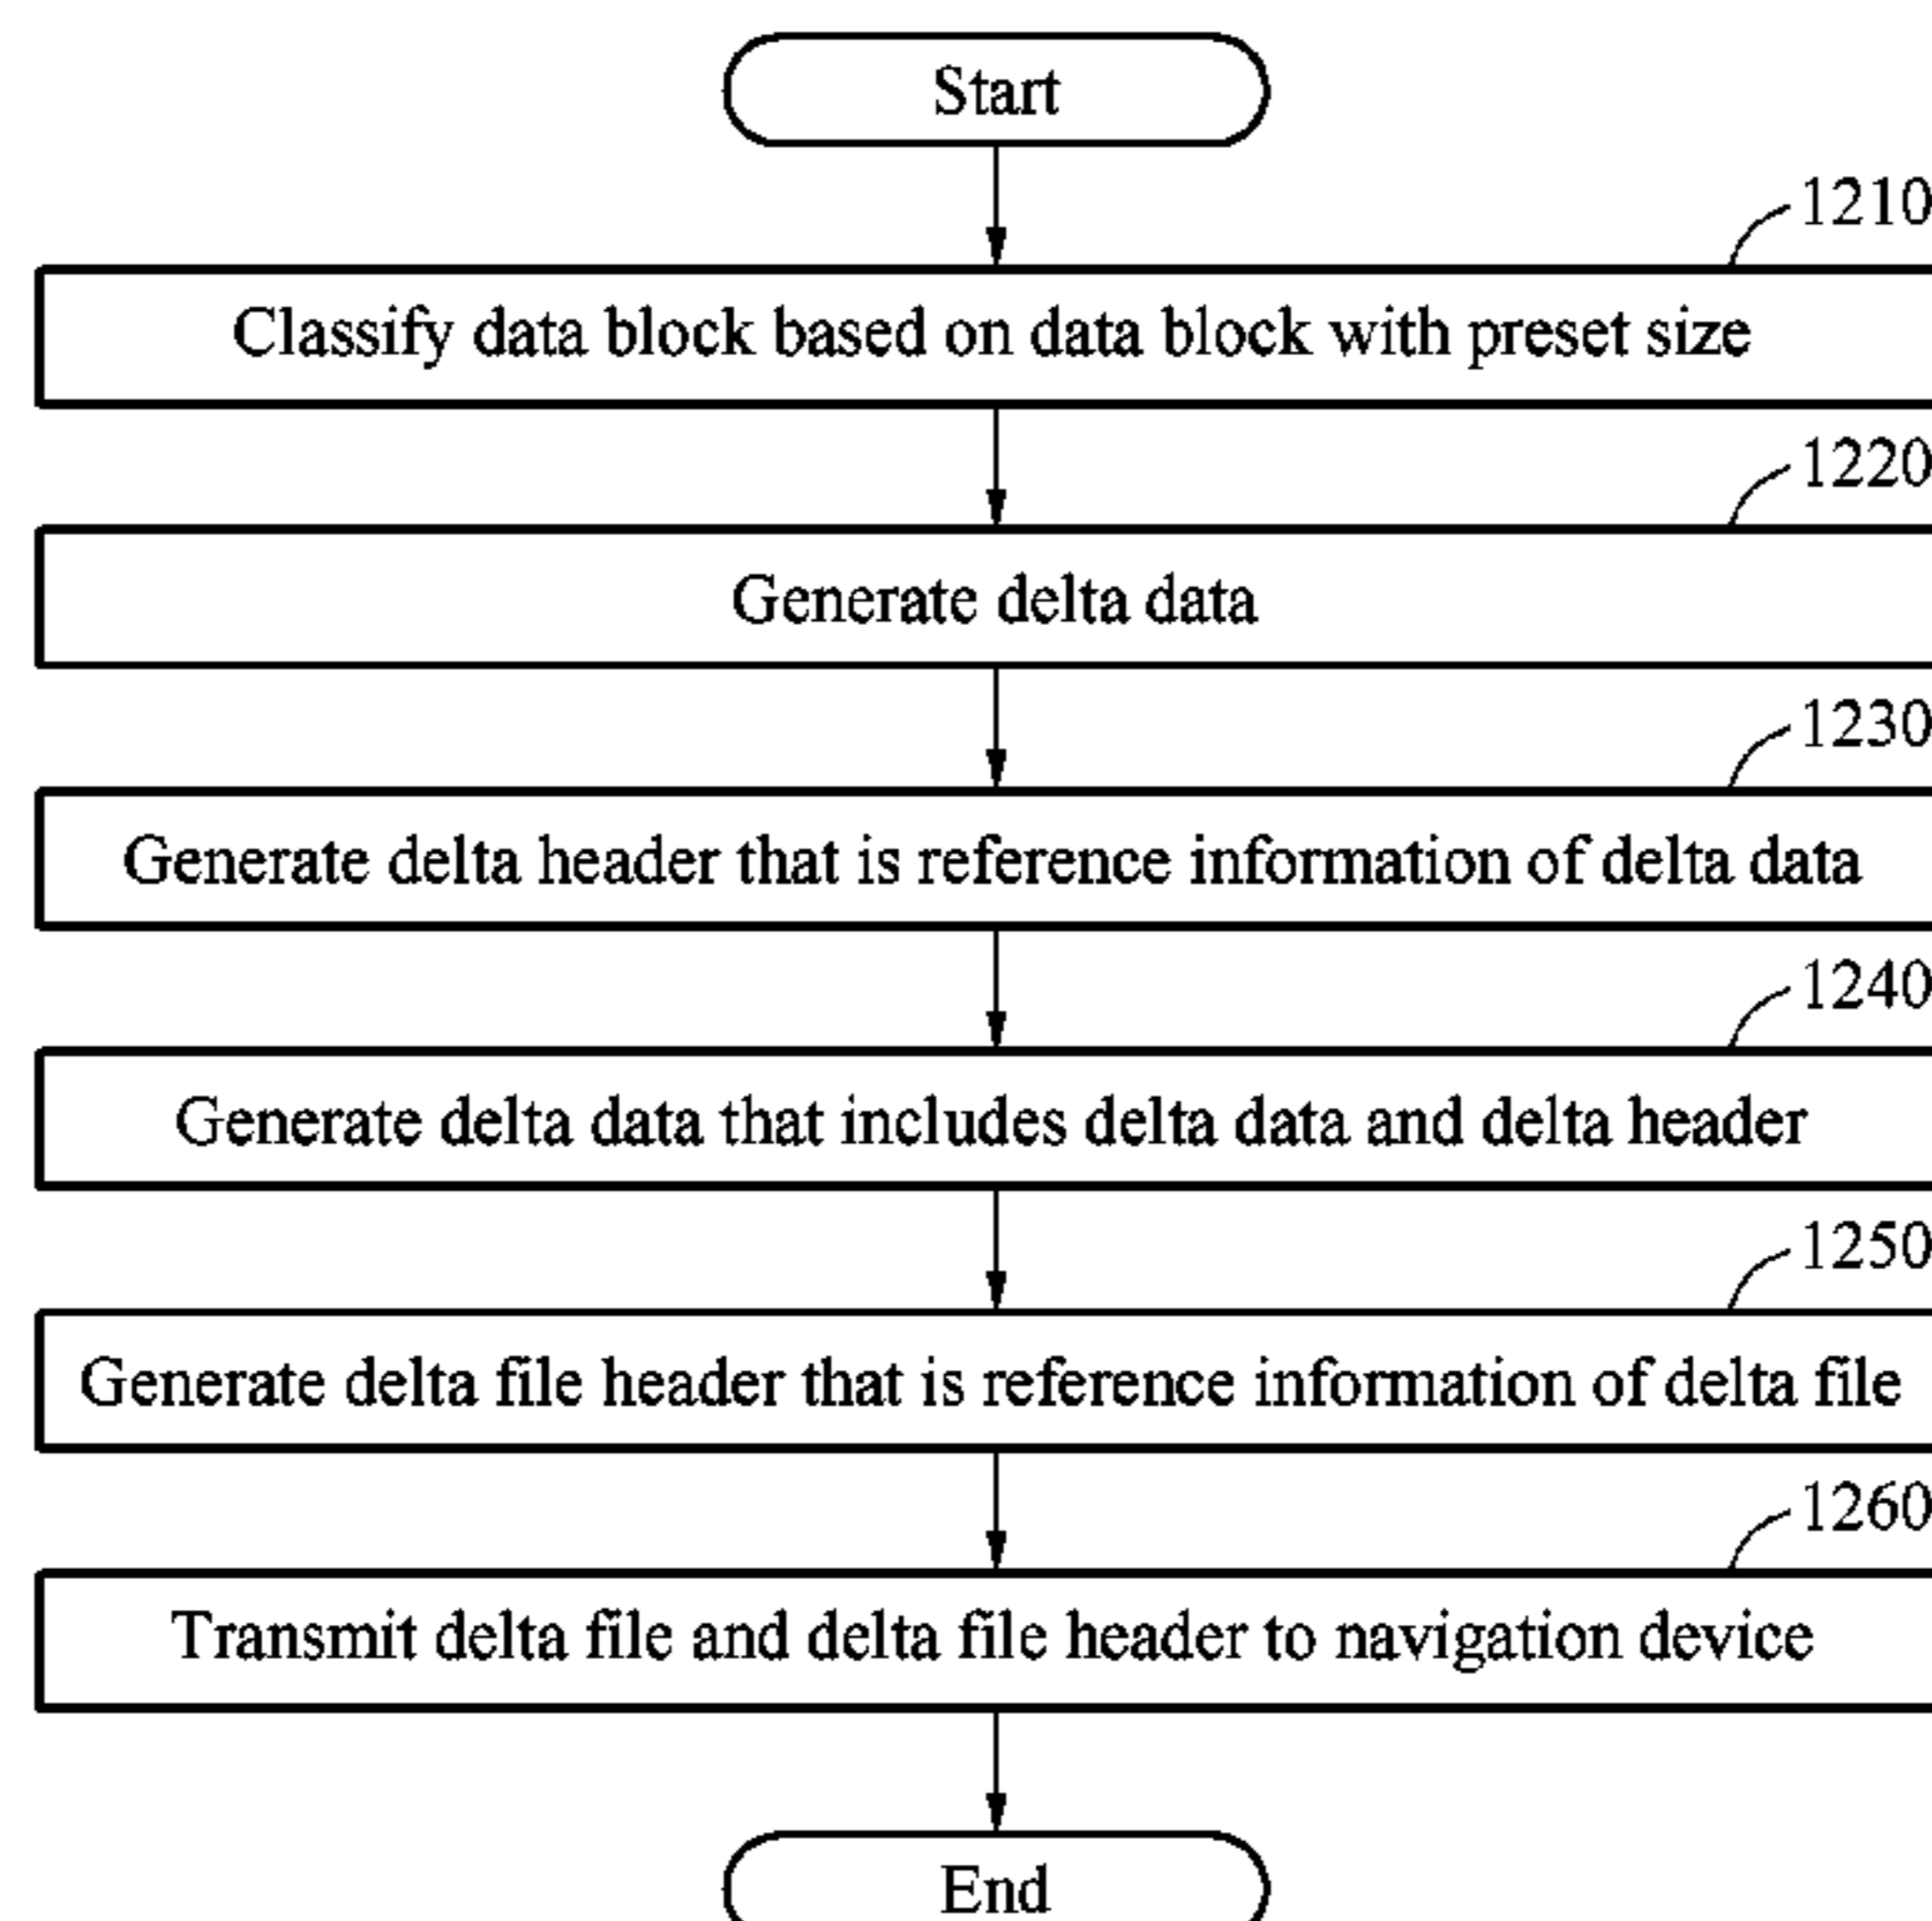 Start
1210
Classify data block based on data block with preset size
1220
Generate delta data
1230
Generate delta header that is reference information of delta data
1240
Generate delta data that includes delta data and delta header
1250
Generate delta file header that is reference information of delta file
1260
Transmit delta file and delta file header to navigation device
End